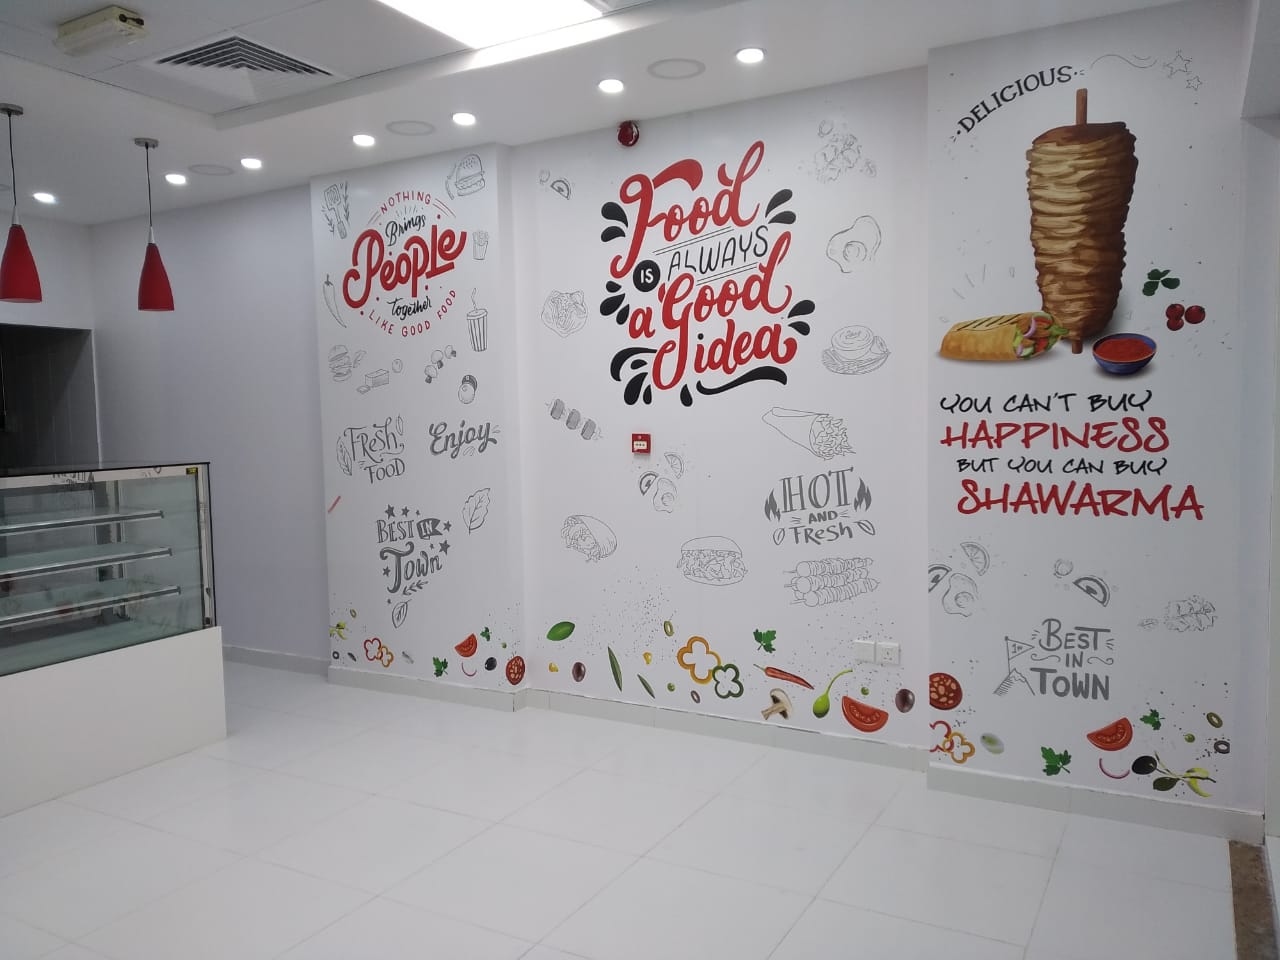 NOTHING
Brings
PEOPLE
together
LIKE GOOD FOOD
FRESH
FOOD
Enjoy
BEST IN
Town
Food
IS ALWAYS
a Good
idea
HOT
AND
FRESH
DELICIOUS
YOU CAN'T BUY
HAPPINESS
BUT YOU CAN BUY
SHAWARMA
BEST
IN
TOWN